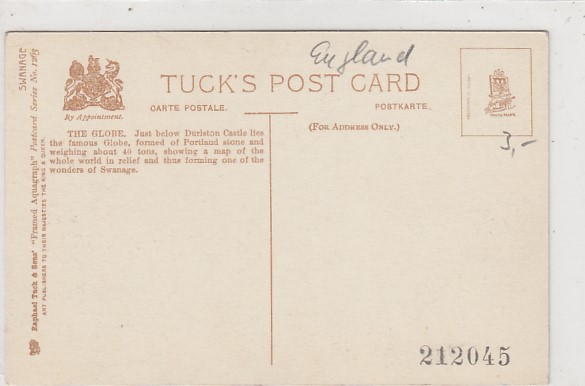 England
TUCK'S POST CARD
By Appointment.
CARTE POSTALE.
POSTKARTE.
(FOR ADDRESS ONLY.)
THE GLOBE. Just below Durlston Castle lies
the famous Globe, formed of Portland stone and
weighing about 40 tons, showing a map of the
whole world in relief and thus forming one of the
wonders of Swanage.
SWANAGE
Raphael Tuck & Sons' "Framed Aquagraph" Postcard Series No. 1263
ART PUBLISHERS TO THEIR MAJESTIES THE KING & QUEEN.
TRADE MARK
3,-
212045